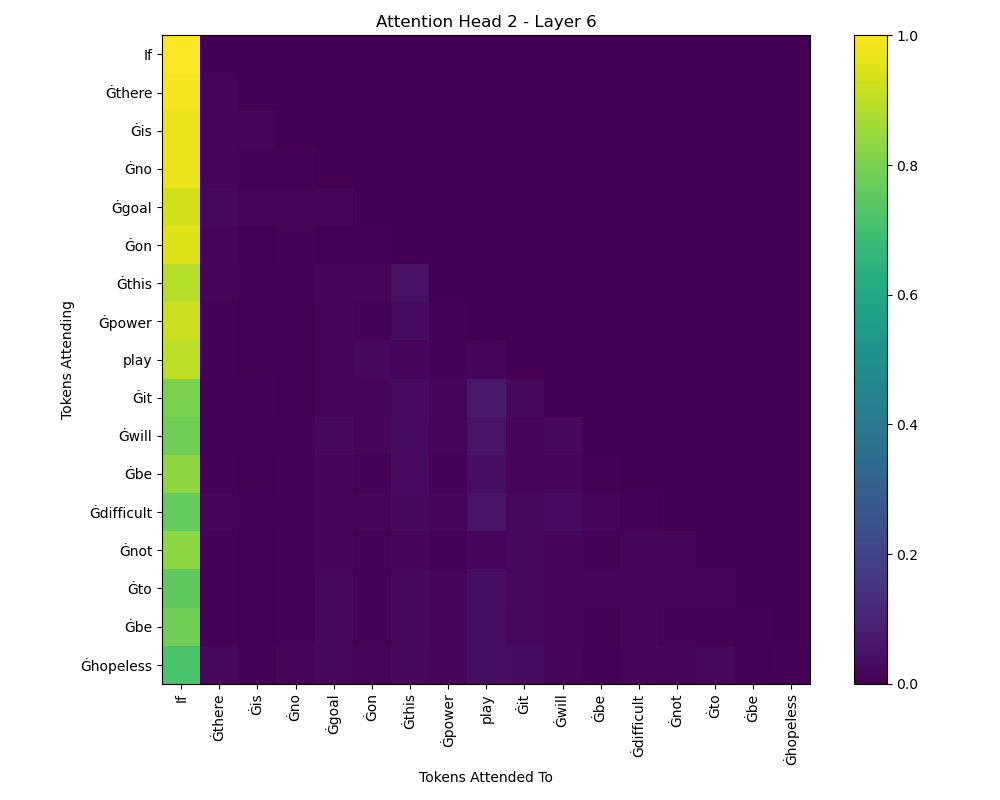 Attention Head 2 - Layer 6
Tokens Attending
If
Ġthere
Ġis
Ġno
Ġgoal
Ġon
Ġthis
Ġpower
play
Ġit
Ġwill
Ġbe
Ġdifficult
Ġnot
Ġto
Ġbe
Ġhopeless
If
Ġthere
Ġis
Ġno
Ġgoal
Ġon
Ġthis
Ġpower
play
Ġit
Ġwill
Ġbe
Ġdifficult
Ġnot
Ġto
Ġbe
Ġhopeless
Tokens Attended To
1.0
0.8
0.6
0.4
0.2
0.0